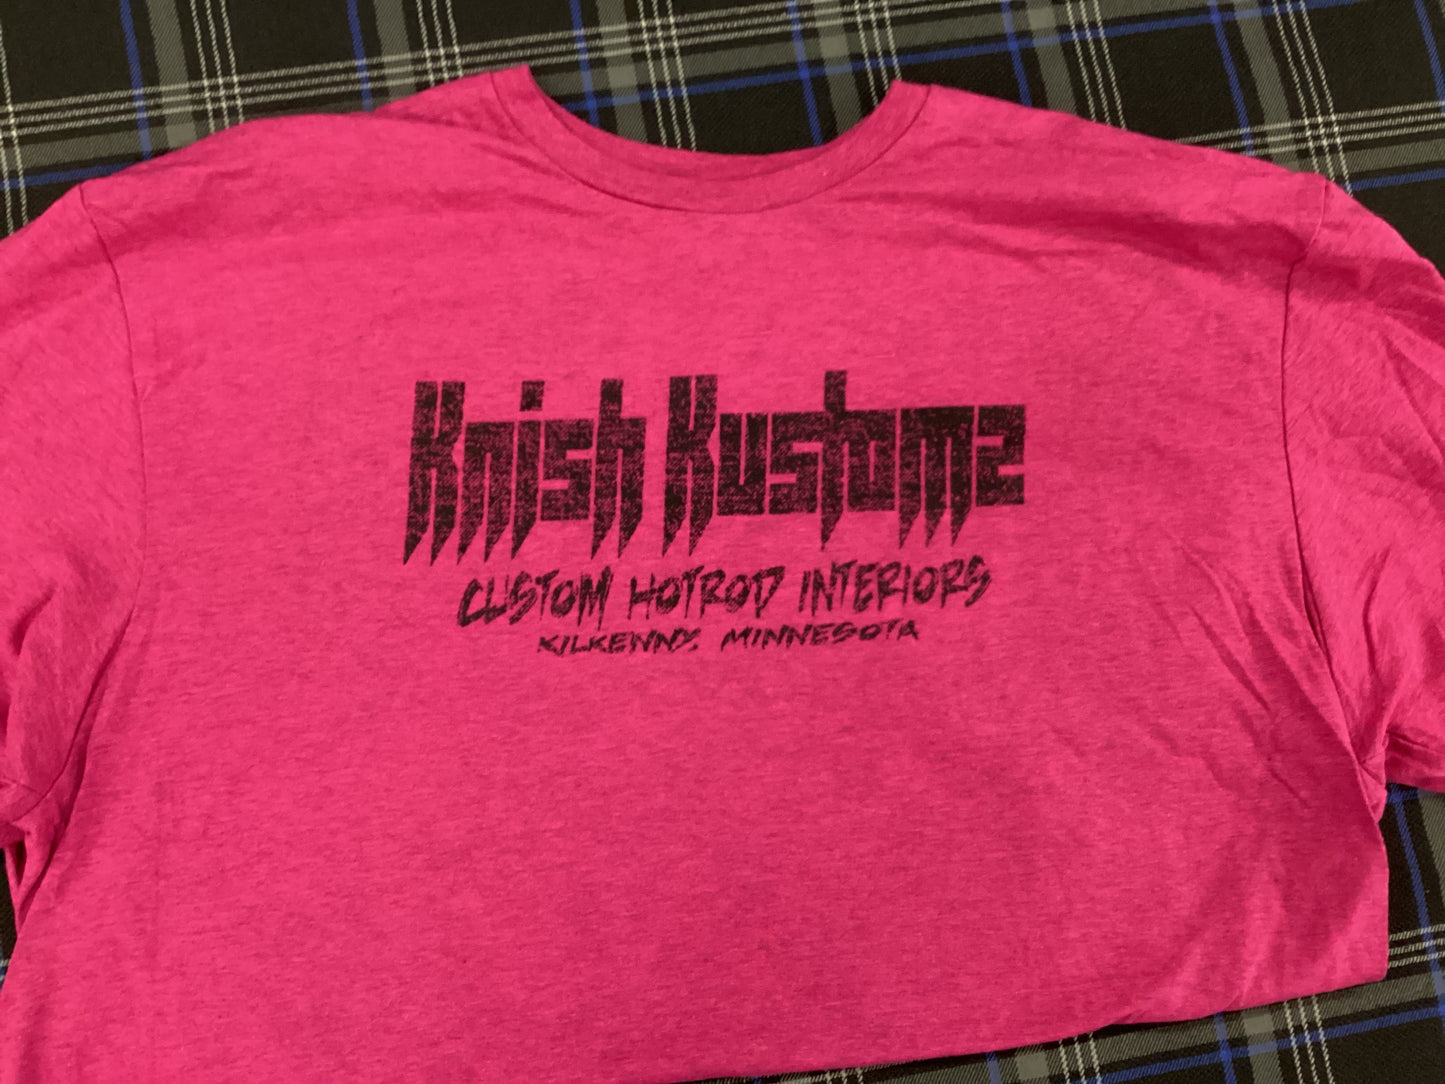 Knish Kustomz
CUSTOM HOTROD INTERIORS
KILKENNY, MINNESOTA